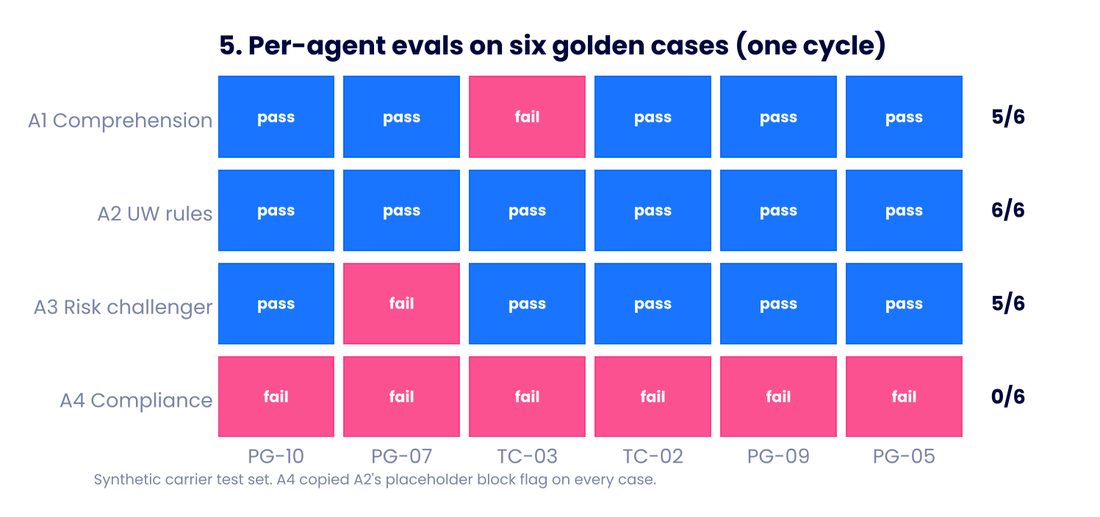 5. Per-agent evals on six golden cases (one cycle)
A1 Comprehension pass pass fail pass pass pass 5/6
A2 UW rules pass pass pass pass pass pass 6/6
A3 Risk challenger pass fail pass pass pass pass 5/6
A4 Compliance fail fail fail fail fail fail 0/6
PG-10 PG-07 TC-03 TC-02 PG-09 PG-05
Synthetic carrier test set. A4 copied A2's placeholder block flag on every case.